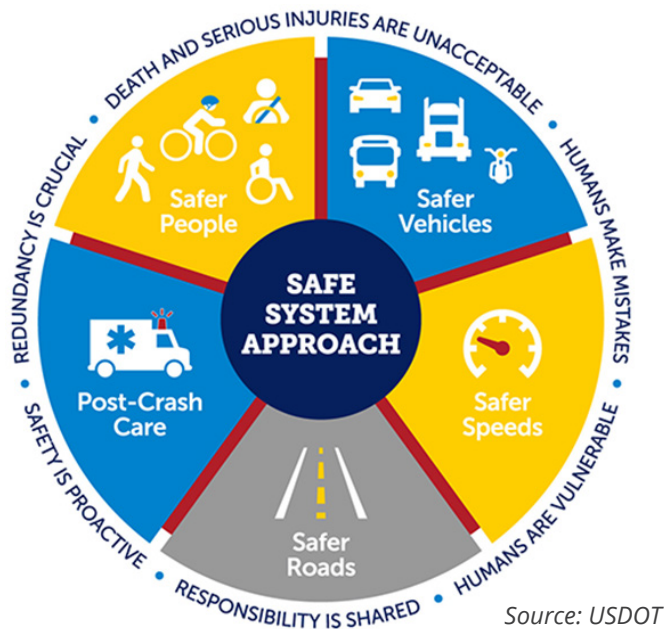 DEATH AND SERIOUS INJURIES ARE UNACCEPTABLE
HUMANS MAKE MISTAKES
HUMANS ARE VULNERABLE
RESPONSIBILITY IS SHARED
SAFETY IS PROACTIVE
REDUNDANCY IS CRUCIAL
Safer
People
Safer
Vehicles
SAFE
SYSTEM
APPROACH
Post-Crash
Care
Safer
Speeds
Safer
Roads
Source: USDOT